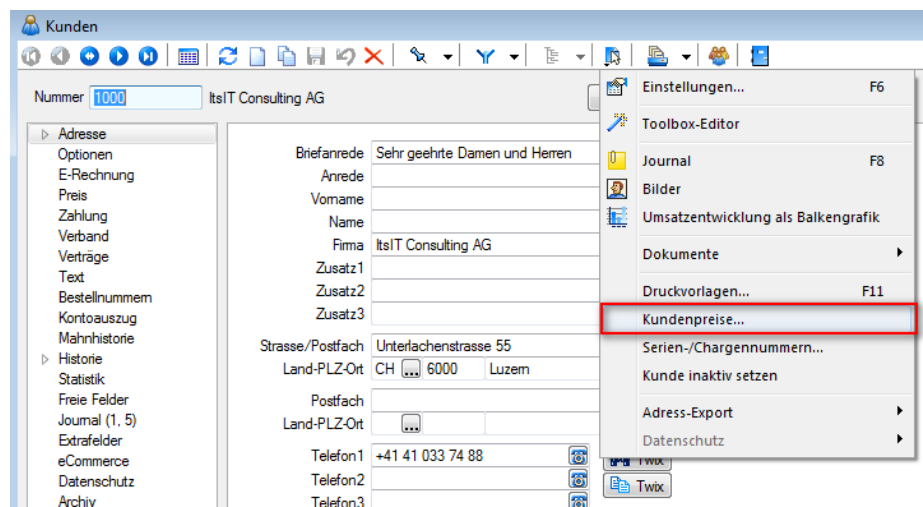 Kunden
Nummer 1000 ItsIT Consulting AG
Adresse
Optionen
E-Rechnung
Preis
Zahlung
Verband
Verträge
Text
Bestellnummern
Kontoauszug
Mahnhistorie
Historie
Statistik
Freie Felder
Journal (1, 5)
Extrafelder
eCommerce
Datenschutz
Archiv
Briefanrede Sehr geehrte Damen und Herren
Anrede
Vorname
Name
Firma ItsIT Consulting AG
Zusatz1
Zusatz2
Zusatz3
Strasse/Postfach Unterlachenstrasse 55
Land-PLZ-Ort CH ... 6000 Luzern
Postfach
Land-PLZ-Ort ...
Telefon1 +41 41 033 74 88
Telefon2
Telefon3
Einstellungen... F6
Toolbox-Editor
Journal F8
Bilder
Umsatzentwicklung als Balkengrafik
Dokumente
Druckvorlagen... F11
Kundenpreise...
Serien-/Chargennummern...
Kunde inaktiv setzen
Adress-Export
Datenschutz
Twix
Twix